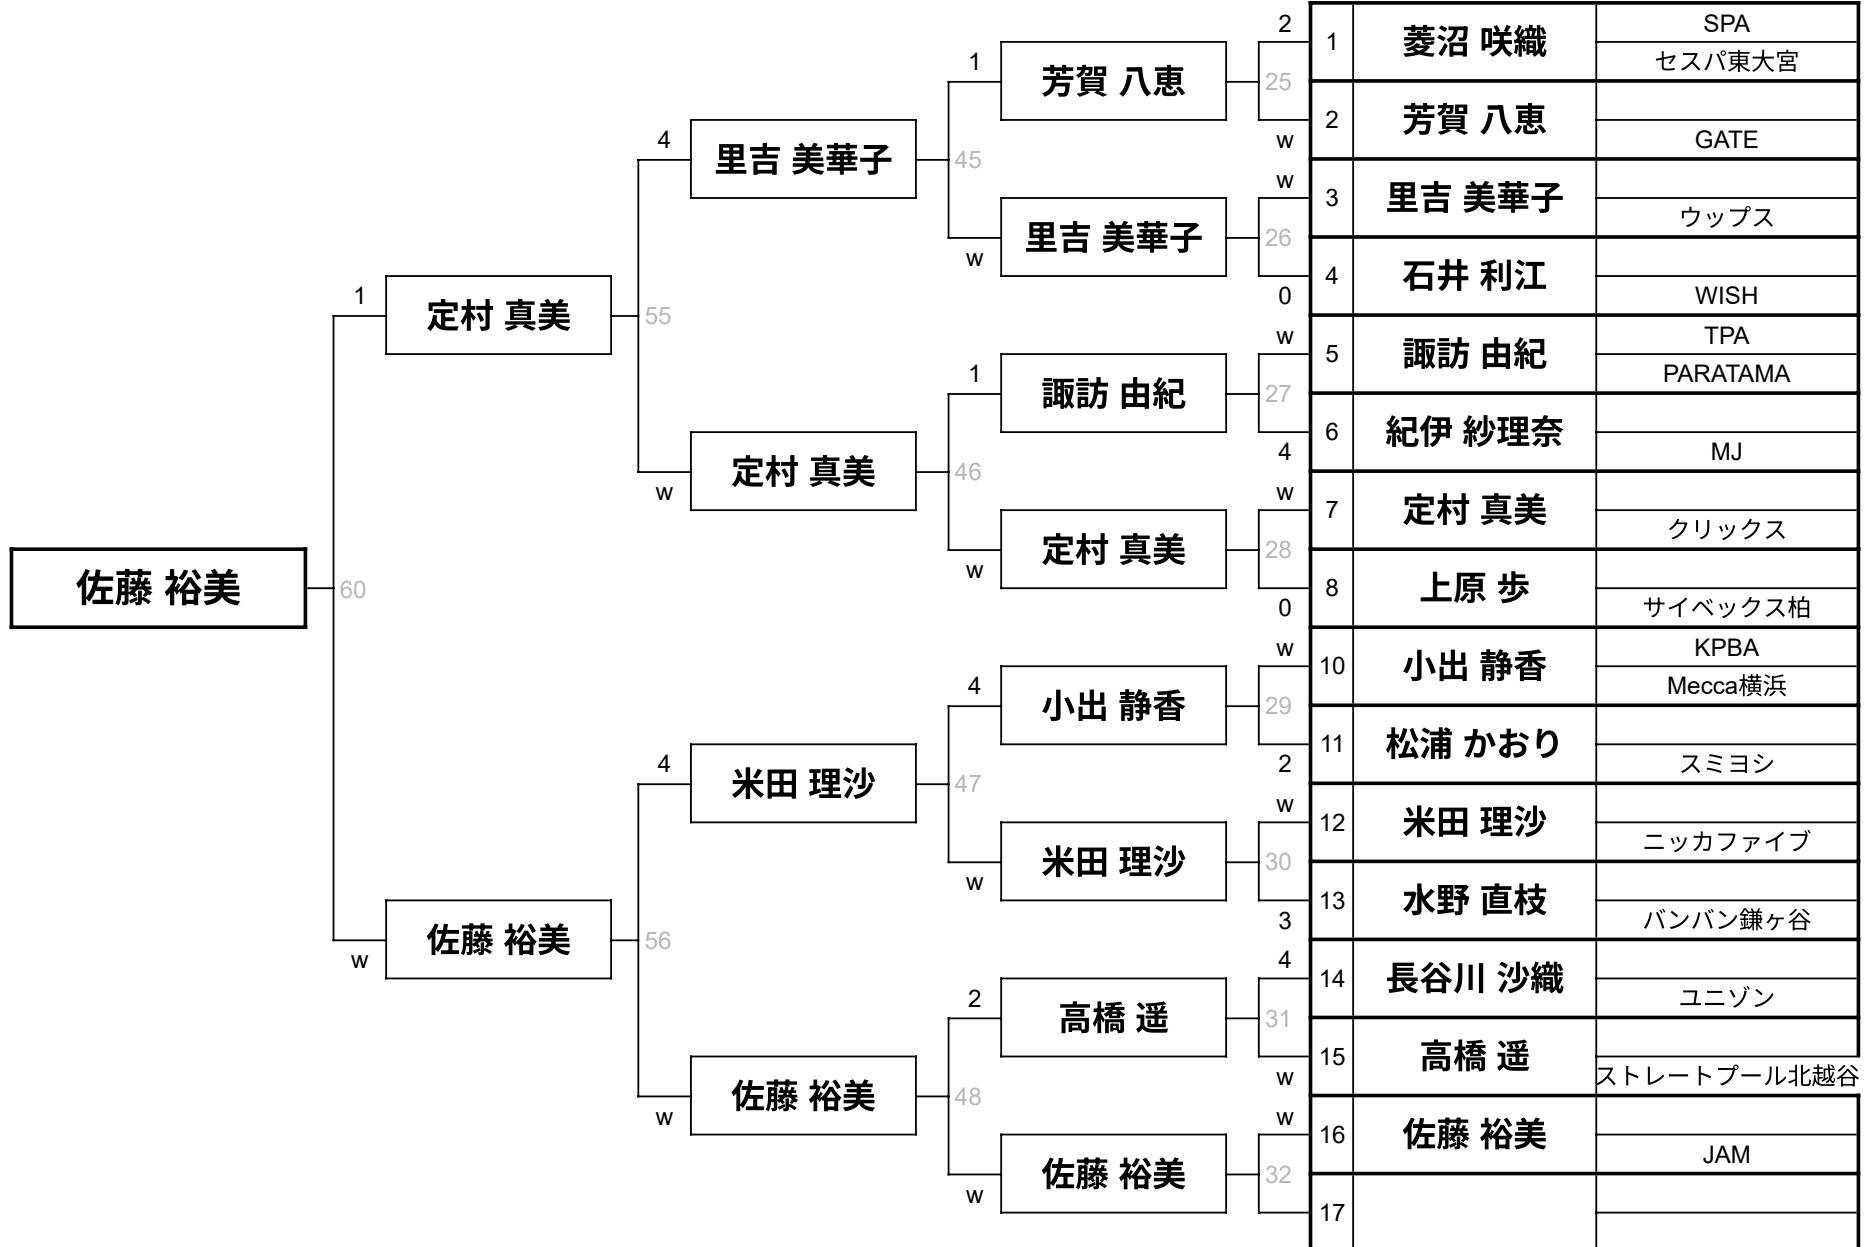 2
1
菱沼 咲織
SPA
セスパ東大宮
1
芳賀 八恵
25
w
2
芳賀 八恵
GATE
4
里吉 美華子
45
w
3
里吉 美華子
ウップス
w
里吉 美華子
26
0
4
石井 利江
WISH
1
定村 真美
55
w
5
諏訪 由紀
TPA
PARATAMA
1
諏訪 由紀
27
4
6
紀伊 紗理奈
MJ
w
定村 真美
46
w
7
定村 真美
クリックス
w
定村 真美
28
0
8
上原 歩
サイベックス柏
佐藤 裕美
60
w
10
小出 静香
KPBA
Mecca横浜
4
小出 静香
29
2
11
松浦 かおり
スミヨシ
4
米田 理沙
47
w
12
米田 理沙
ニッカファイブ
w
米田 理沙
30
3
13
水野 直枝
バンバン鎌ヶ谷
w
佐藤 裕美
56
4
14
長谷川 沙織
ユニゾン
2
高橋 遥
31
w
15
高橋 遥
ストレートプール北越谷
w
佐藤 裕美
48
w
16
佐藤 裕美
JAM
w
佐藤 裕美
32
17